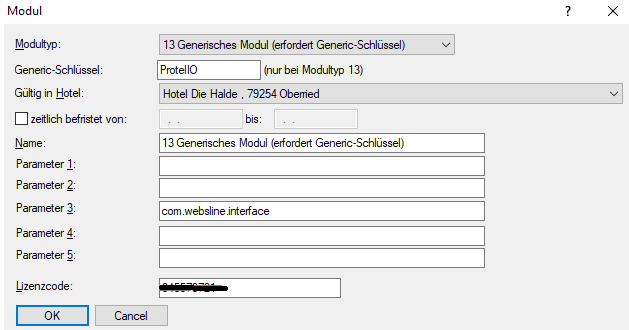 Modul
Modultyp: 13 Generisches Modul (erfordert Generic-Schlüssel)
Generic-Schlüssel: ProtelIO (nur bei Modultyp 13)
Gültig in Hotel: Hotel Die Halde , 79254 Oberried
zeitlich befristet von: . . bis: . .
Name: 13 Generisches Modul (erfordert Generic-Schlüssel)
Parameter 1:
Parameter 2:
Parameter 3: com.websline.interface
Parameter 4:
Parameter 5:
Lizenzcode:
OK Cancel